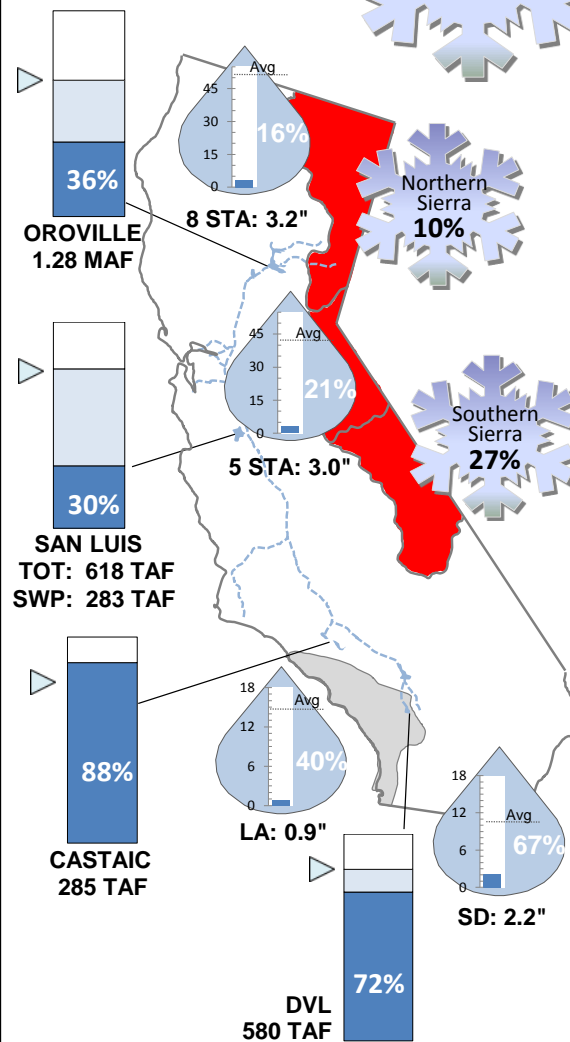 Avg
45
30
15
0
16%
8 STA: 3.2"
36%
OROVILLE
1.28 MAF
Northern
Sierra
10%
Avg
45
30
15
0
21%
5 STA: 3.0"
Southern
Sierra
27%
30%
SAN LUIS
TOT: 618 TAF
SWP: 283 TAF
88%
CASTAIC
285 TAF
18
Avg
12
6
0
40%
LA: 0.9"
18
Avg
12
6
0
67%
SD: 2.2"
72%
DVL
580 TAF